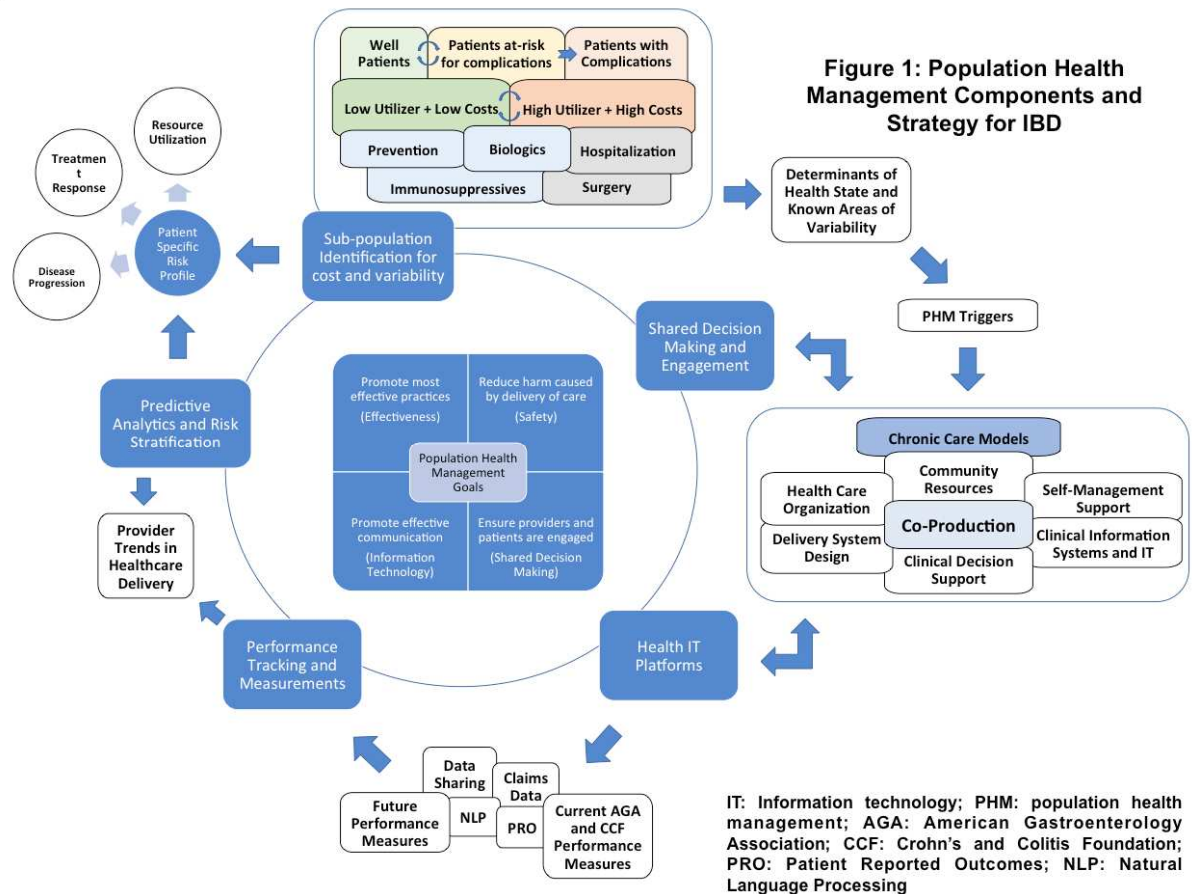 Well
Patients
Patients at-risk
for complications
Patients with
Complications
Low Utilizer + Low Costs
High Utilizer + High Costs
Prevention
Biologics
Hospitalization
Immunosuppressives
Surgery
Figure 1: Population Health
Management Components and
Strategy for IBD
Resource
Utilization
Treatmen
t
Response
Disease
Progression
Patient
Specific
Risk
Profile
Sub-population
Identification for
cost and variability
Determinants of
Health State and
Known Areas of
Variability
PHM Triggers
Shared Decision
Making and
Engagement
Predictive
Analytics and Risk
Stratification
Promote most
effective practices
(Effectiveness)
Reduce harm caused
by delivery of care
(Safety)
Population Health
Management
Goals
Promote effective
communication
(Information
Technology)
Ensure providers and
patients are engaged
(Shared Decision
Making)
Chronic Care Models
Community
Resources
Health Care
Organization
Self-Management
Support
Co-Production
Delivery System
Design
Clinical Information
Systems and IT
Clinical Decision
Support
Provider
Trends in
Healthcare
Delivery
Performance
Tracking and
Measurements
Health IT
Platforms
Data
Sharing
Claims
Data
Future
Performance
Measures
NLP
PRO
Current AGA
and CCF
Performance
Measures
IT: Information technology; PHM: population health
management; AGA: American Gastroenterology
Association; CCF: Crohn's and Colitis Foundation;
PRO: Patient Reported Outcomes; NLP: Natural
Language Processing